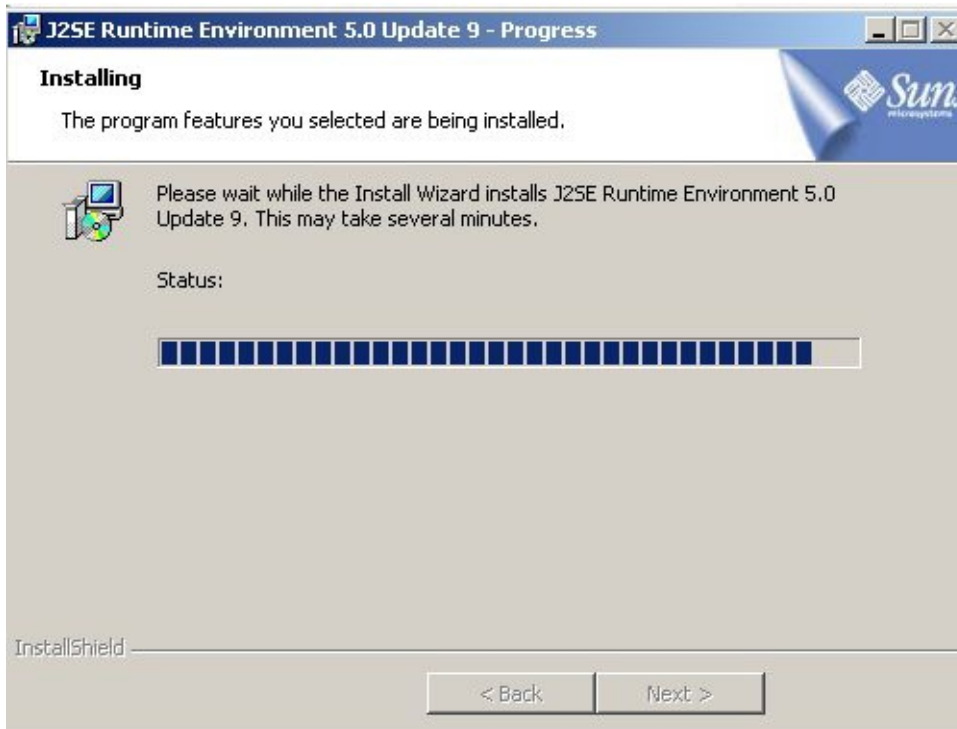 J2SE Runtime Environment 5.0 Update 9 - Progress
Installing
The program features you selected are being installed.
Sun
microsystems
Please wait while the Install Wizard installs J2SE Runtime Environment 5.0
Update 9. This may take several minutes.
Status:
InstallShield
< Back
Next >